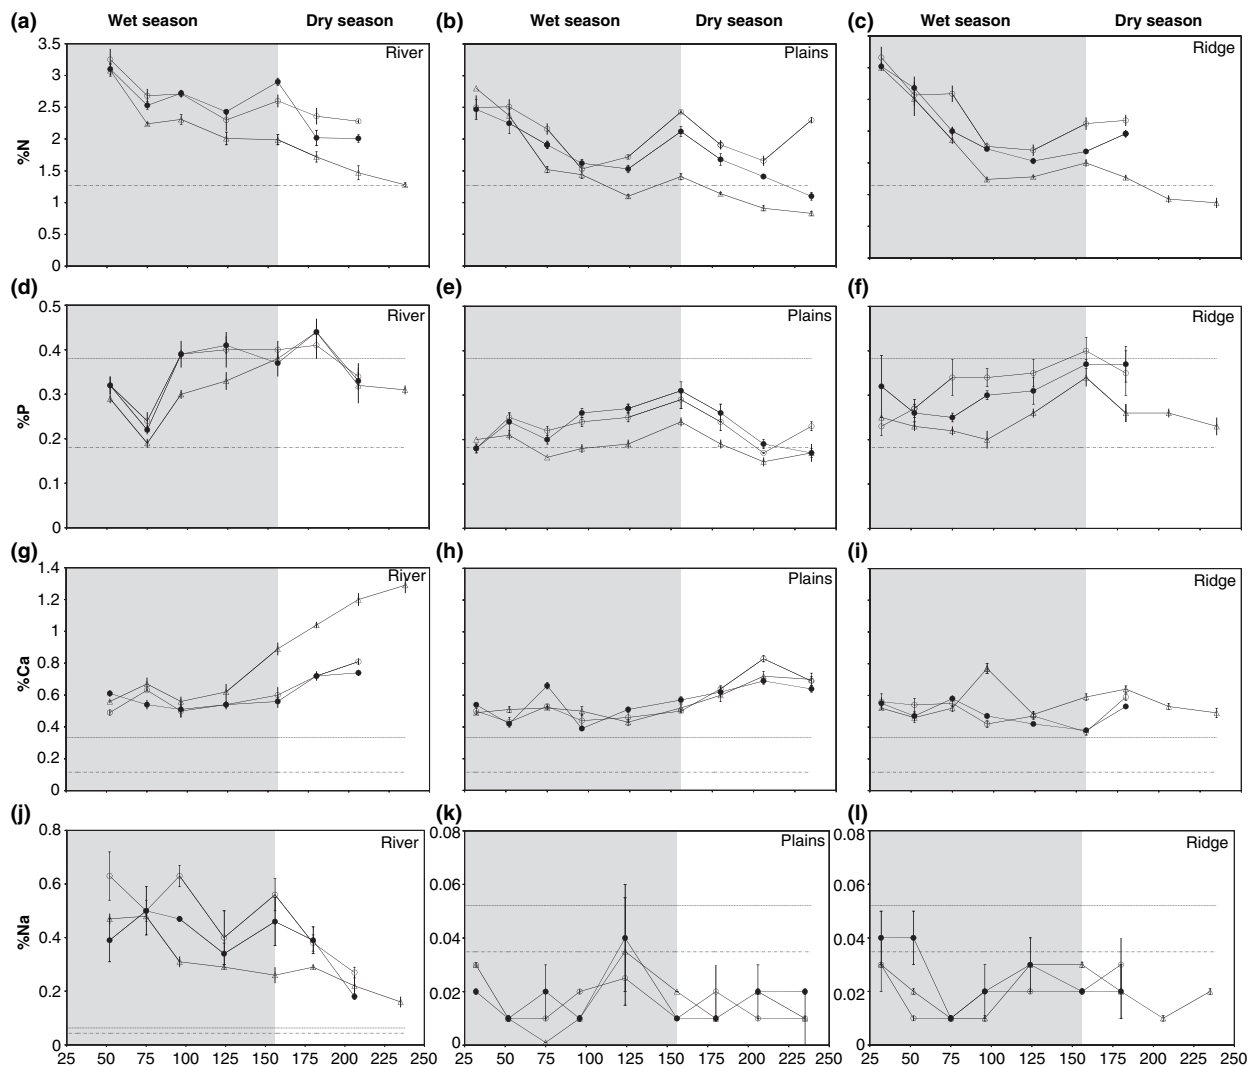 (a) Wet season Dry season (b) Wet season Dry season (c) Wet season Dry season
3.5 River Plains Ridge
3
2.5
2
%N
1.5
1
0.5
0
(d) (e) (f)
0.5 River Plains Ridge
0.4
0.3
%P
0.2
0.1
0
(g) (h) (i)
1.4 River Plains Ridge
1.2
1
0.8
%Ca
0.6
0.4
0.2
0
(j) (k) (l)
0.8 River 0.08 Plains 0.08 Ridge
0.6 0.06 0.06
%Na
0.4 0.04 0.04
0.2 0.02 0.02
0 0 0
25 50 75 100 125 150 175 200 225 250 25 50 75 100 125 150 175 200 225 250 25 50 75 100 125 150 175 200 225 250